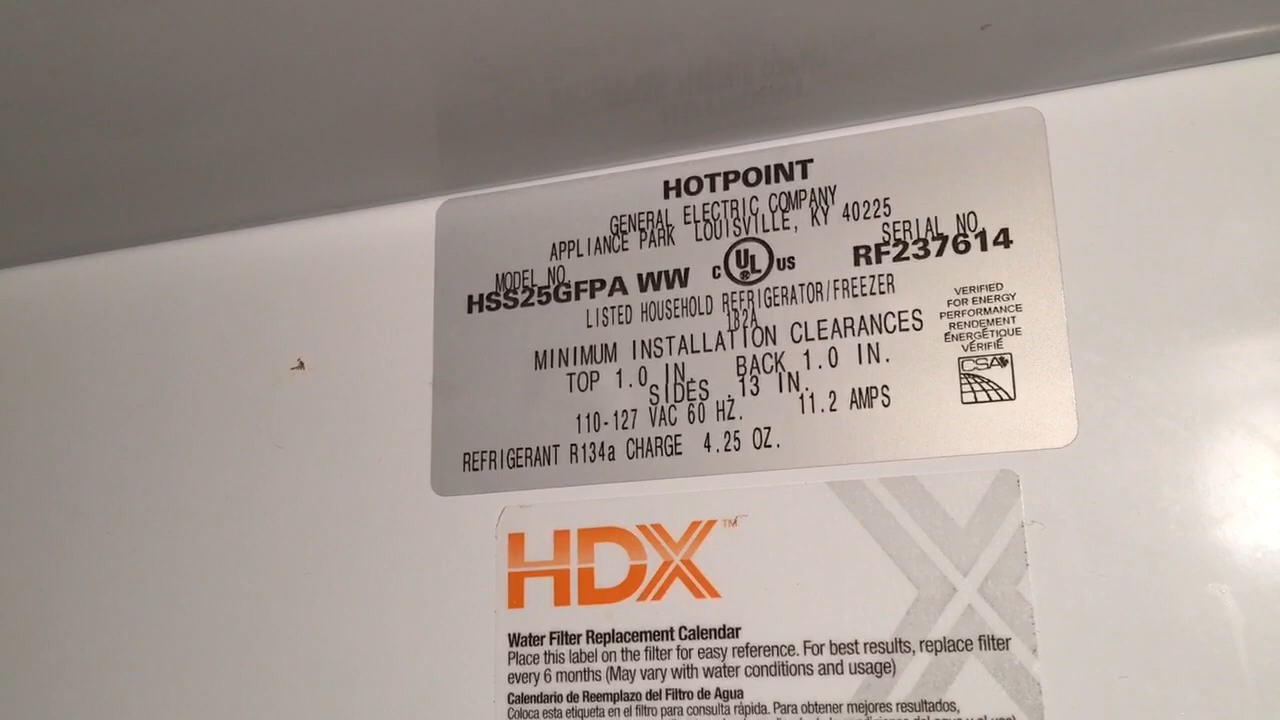 HOTPOINT
GENERAL ELECTRIC COMPANY
APPLIANCE PARK LOUISVILLE, KY 40225
MODEL NO. SERIAL NO.
HSS25GFPA WW C UL ® US RF237614
LISTED HOUSEHOLD REFRIGERATOR/FREEZER
1B2A
VERIFIED
FOR ENERGY
PERFORMANCE
RENDEMENT
ÉNERGÉTIQUE
VÉRIFIÉ
CSA
MINIMUM INSTALLATION CLEARANCES
TOP 1.0 IN. BACK 1.0 IN.
SIDES .13 IN.
110-127 VAC 60 HZ. 11.2 AMPS
REFRIGERANT R134a CHARGE 4.25 OZ.
HDX™
Water Filter Replacement Calendar
Place this label on the filter for easy reference. For best results, replace filter
every 6 months (May vary with water conditions and usage)
Calendario de Reemplazo del Filtro de Agua
Coloca esta etiqueta en el filtro para consulta rápida. Para obtener mejores resultados,